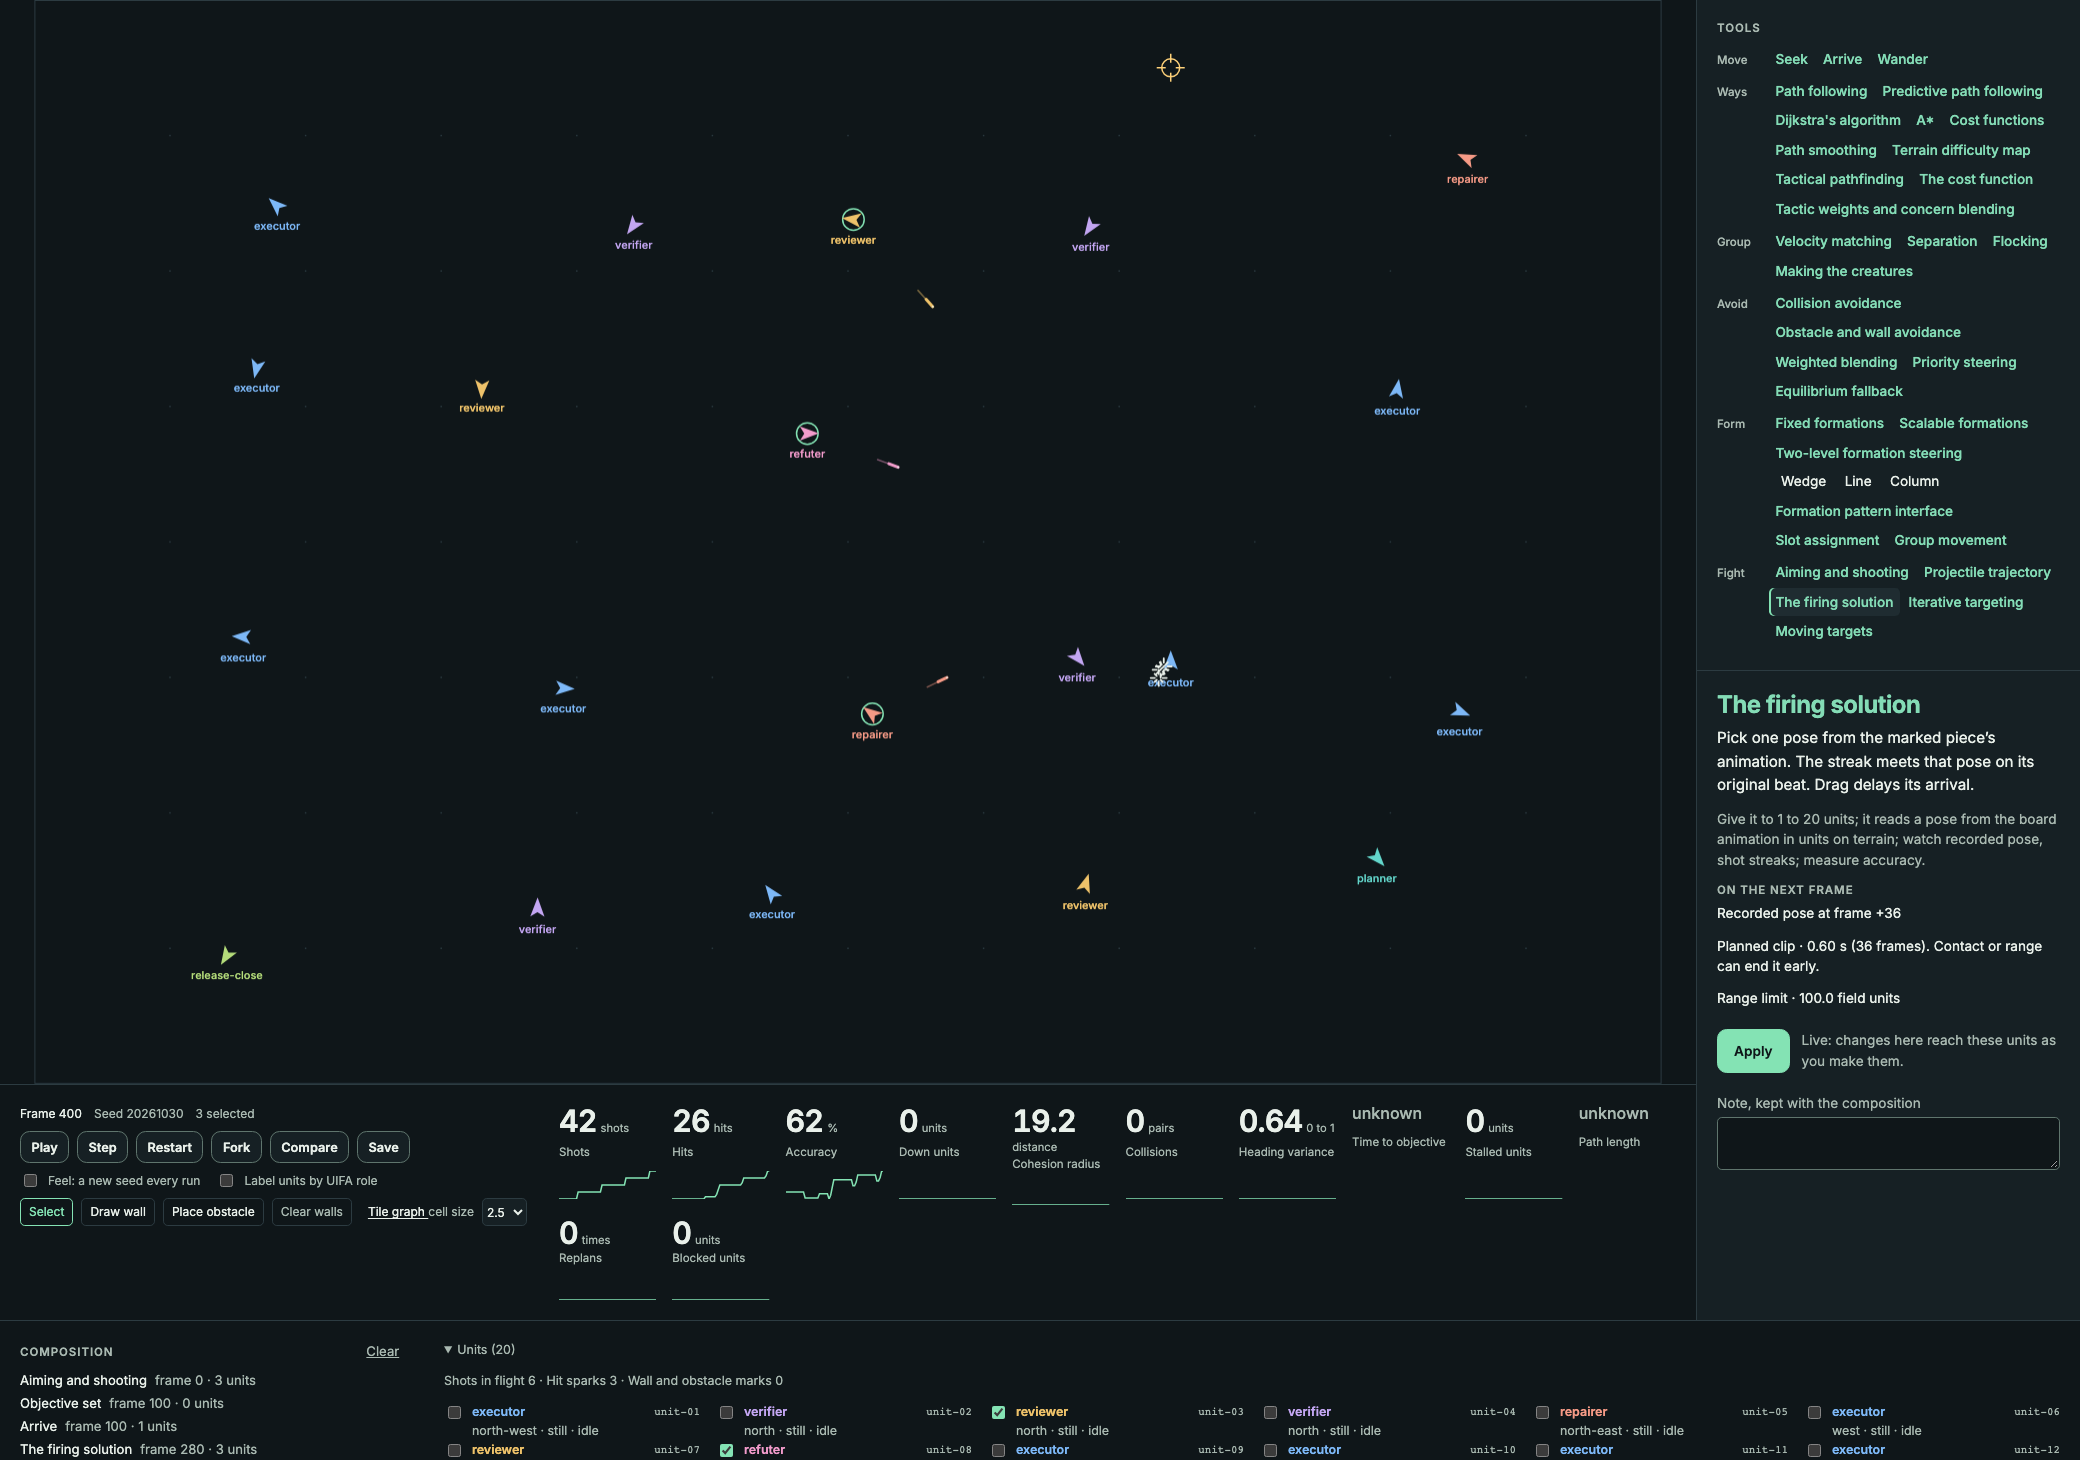 TOOLS
Move Seek Arrive Wander
Ways Path following Predictive path following
Dijkstra's algorithm A* Cost functions
Path smoothing Terrain difficulty map
Tactical pathfinding The cost function
Tactic weights and concern blending
Group Velocity matching Separation Flocking
Making the creatures
Avoid Collision avoidance
Obstacle and wall avoidance
Weighted blending Priority steering
Equilibrium fallback
Form Fixed formations Scalable formations
Two-level formation steering
Wedge Line Column
Formation pattern interface
Slot assignment Group movement
Fight Aiming and shooting Projectile trajectory
The firing solution Iterative targeting
Moving targets
repairer
executor
verifier
reviewer
verifier
executor
reviewer
executor
refuter
executor
executor
verifier
executor
repairer
executor
planner
verifier
executor
reviewer
release-close
The firing solution
Pick one pose from the marked piece's
animation. The streak meets that pose on its
original beat. Drag delays its arrival.
Give it to 1 to 20 units; it reads a pose from the board
animation in units on terrain; watch recorded pose,
shot streaks; measure accuracy.
ON THE NEXT FRAME
Recorded pose at frame +36
Planned clip · 0.60 s (36 frames). Contact or range
can end it early.
Range limit · 100.0 field units
Apply
Live: changes here reach these units as
you make them.
Note, kept with the composition
Frame 400 Seed 20261030 3 selected
Play Step Restart Fork Compare Save
Feel: a new seed every run Label units by UIFA role
Select Draw wall Place obstacle Clear walls Tile graph cell size 2.5
42 shots
Shots
26 hits
Hits
62 %
Accuracy
0 units
Down units
19.2
distance
Cohesion radius
0 pairs
Collisions
0.64 0 to 1
Heading variance
unknown
Time to objective
0 units
Stalled units
unknown
Path length
0 times
Replans
0 units
Blocked units
COMPOSITION Clear
Aiming and shooting frame 0 · 3 units
Objective set frame 100 · 0 units
Arrive frame 100 · 1 units
The firing solution frame 280 · 3 units
▼ Units (20)
Shots in flight 6 · Hit sparks 3 · Wall and obstacle marks 0
executor unit-01 verifier unit-02 reviewer unit-03 verifier unit-04 repairer unit-05 executor unit-06
north-west · still · idle north · still · idle north · still · idle north · still · idle north-east · still · idle west · still · idle
reviewer unit-07 refuter unit-08 executor unit-09 executor unit-10 executor unit-11 executor unit-12